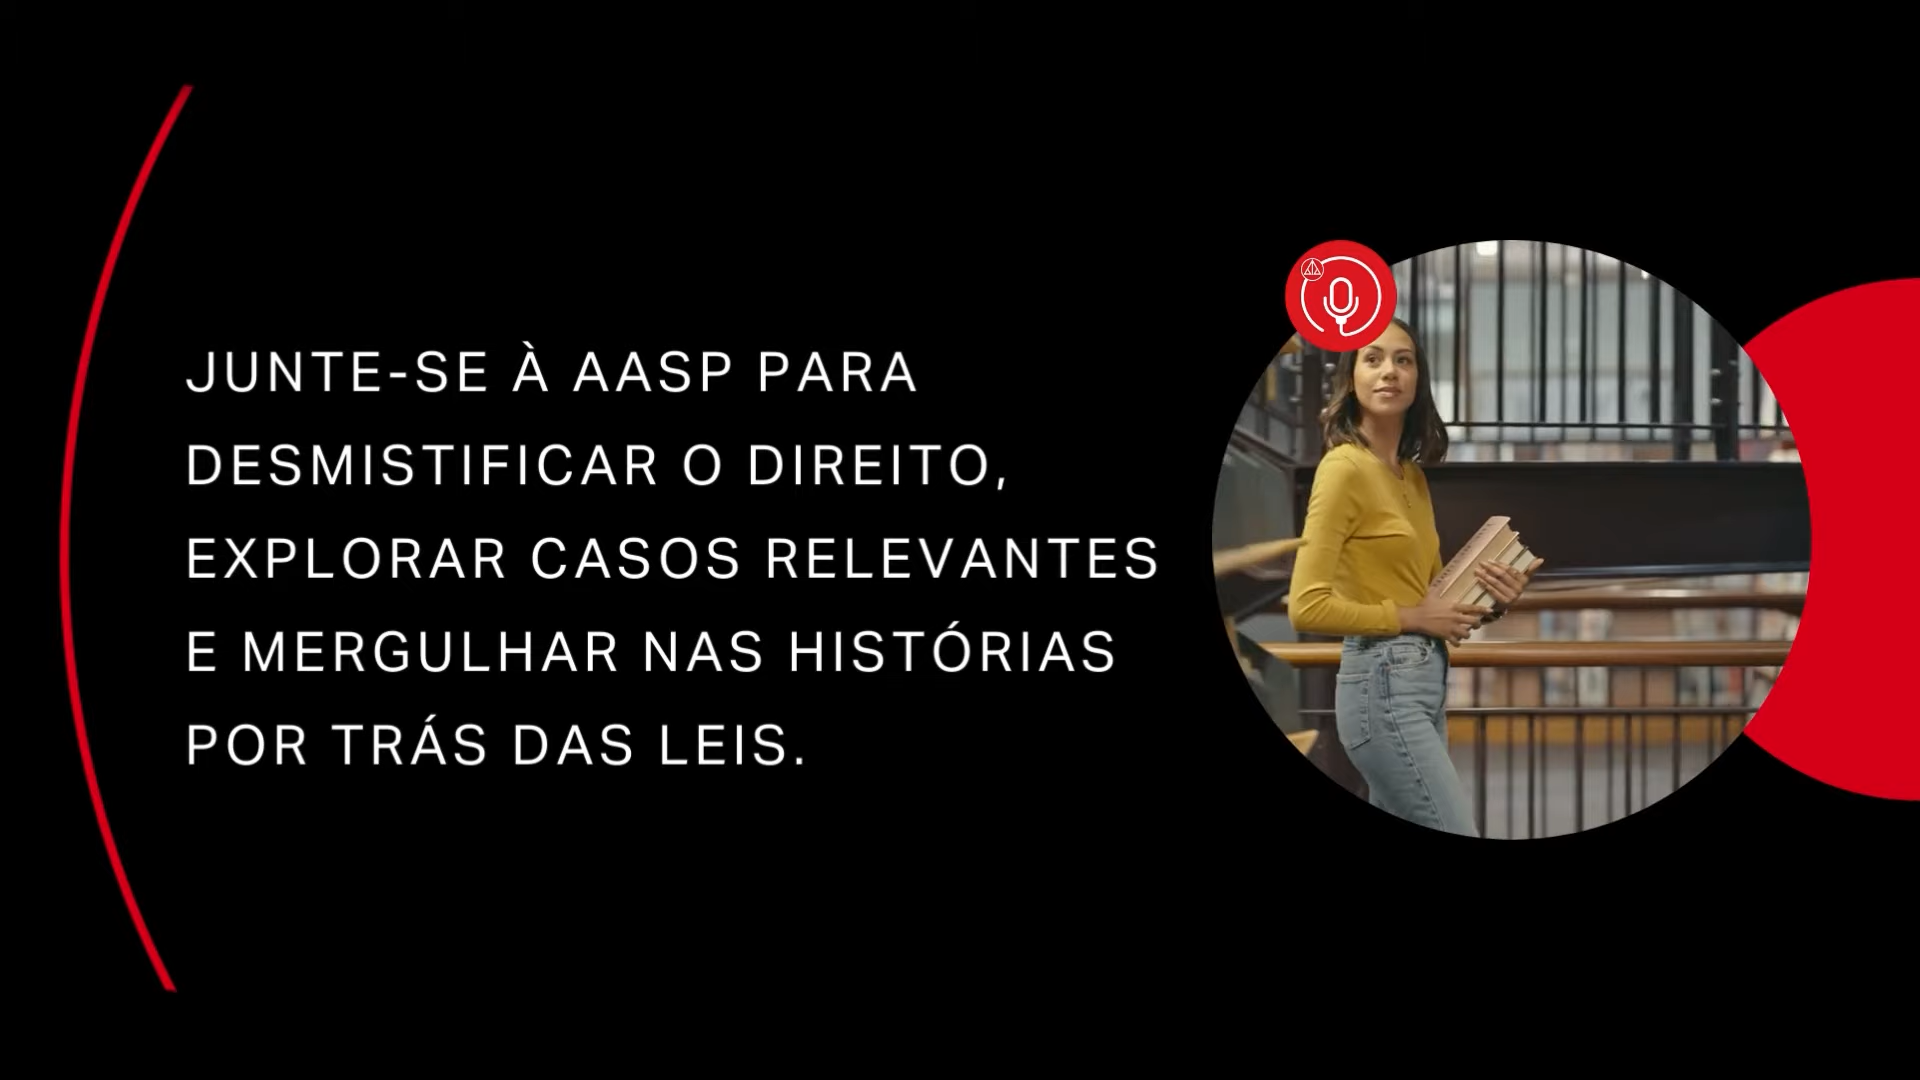 JUNTE-SE À AASP PARA
DESMISTIFICAR O DIREITO,
EXPLORAR CASOS RELEVANTES
E MERGULHAR NAS HISTÓRIAS
POR TRÁS DAS LEIS.